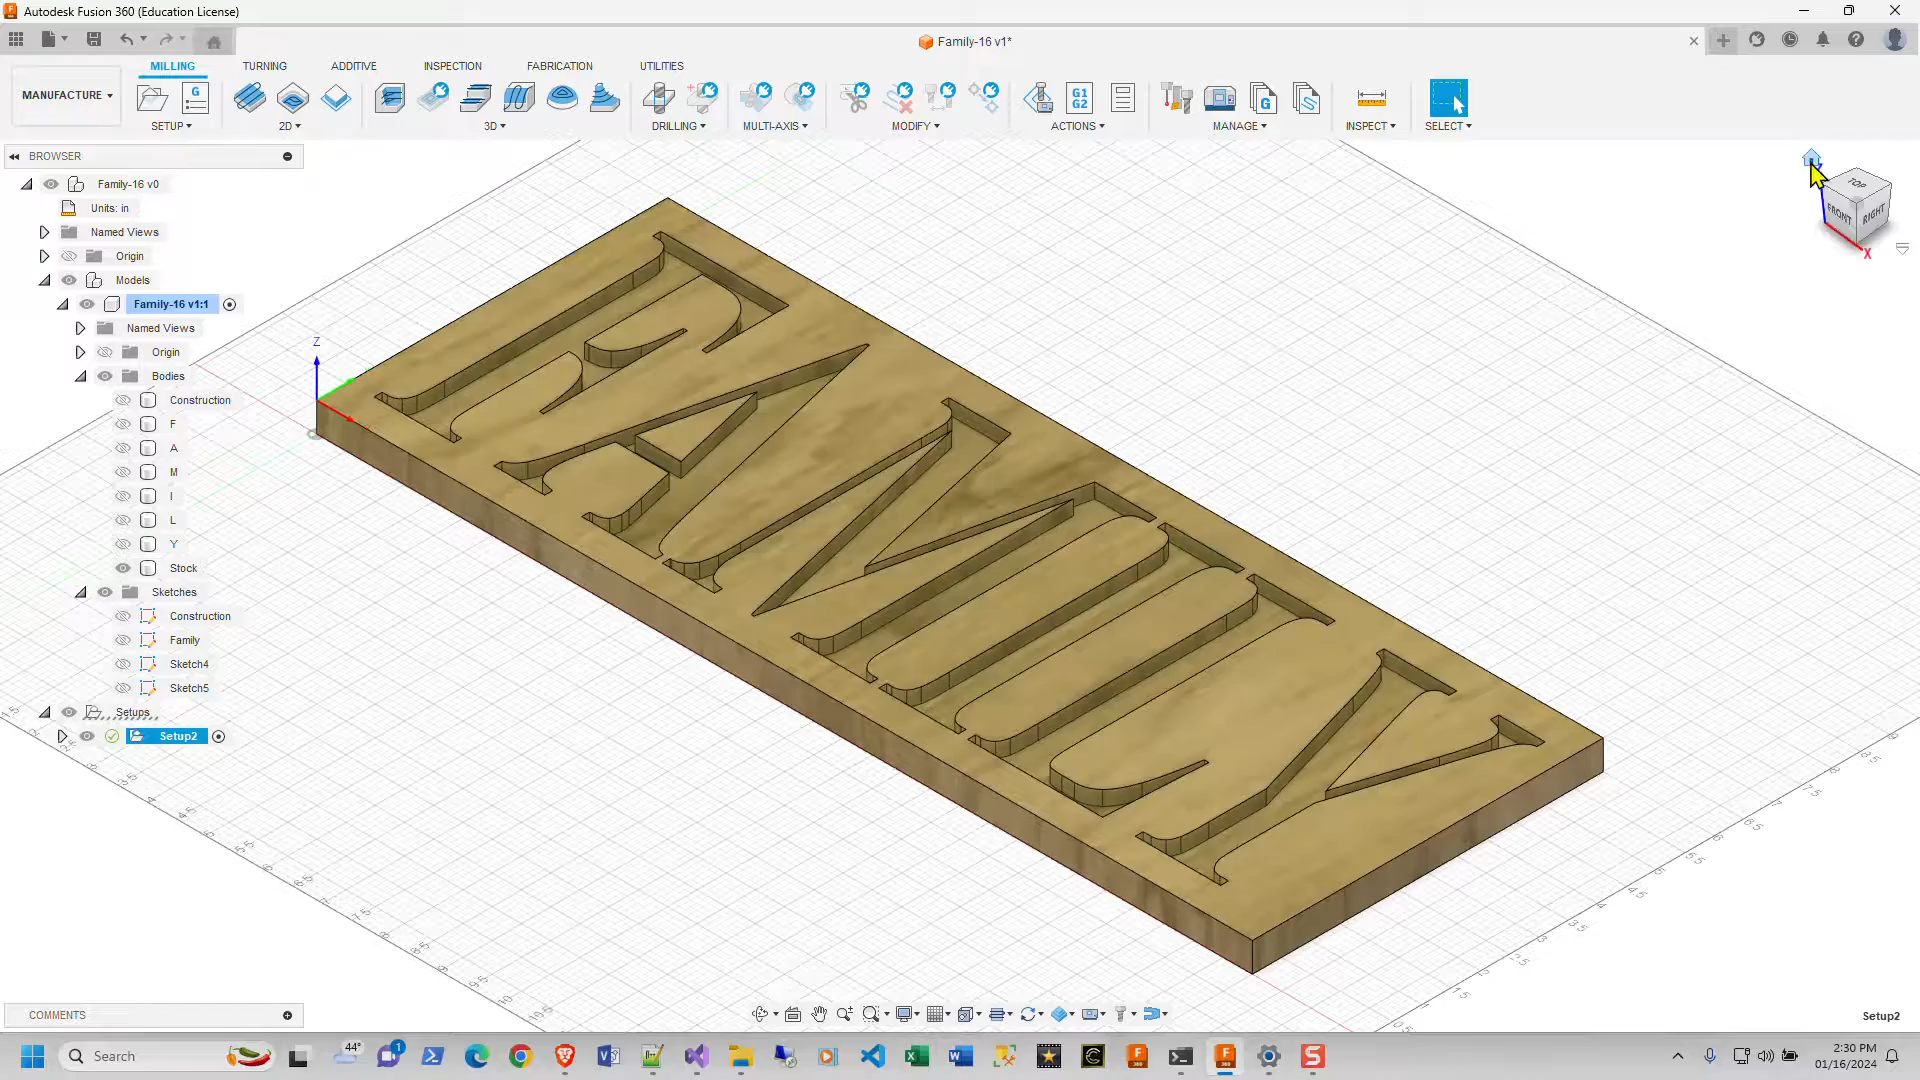 Autodesk Fusion 360 (Education License)
Family-16 v1*
MILLING
TURNING
ADDITIVE
INSPECTION
FABRICATION
UTILITIES
MANUFACTURE
G
G1
G2
G
SETUP
2D
3D
DRILLING
MULTI-AXIS
MODIFY
ACTIONS
MANAGE
INSPECT
SELECT
BROWSER
Family-16 v0
Units: in
Named Views
Origin
Models
Family-16 v1:1
Named Views
Origin
Bodies
Construction
F
A
M
I
L
Y
Stock
Sketches
Construction
Family
Sketch4
Sketch5
Setups
Setup2
Z
FAMILY
TOP
FRONT
RIGHT
X
COMMENTS
Setup2
Search
44°
1
2:30 PM
01/16/2024